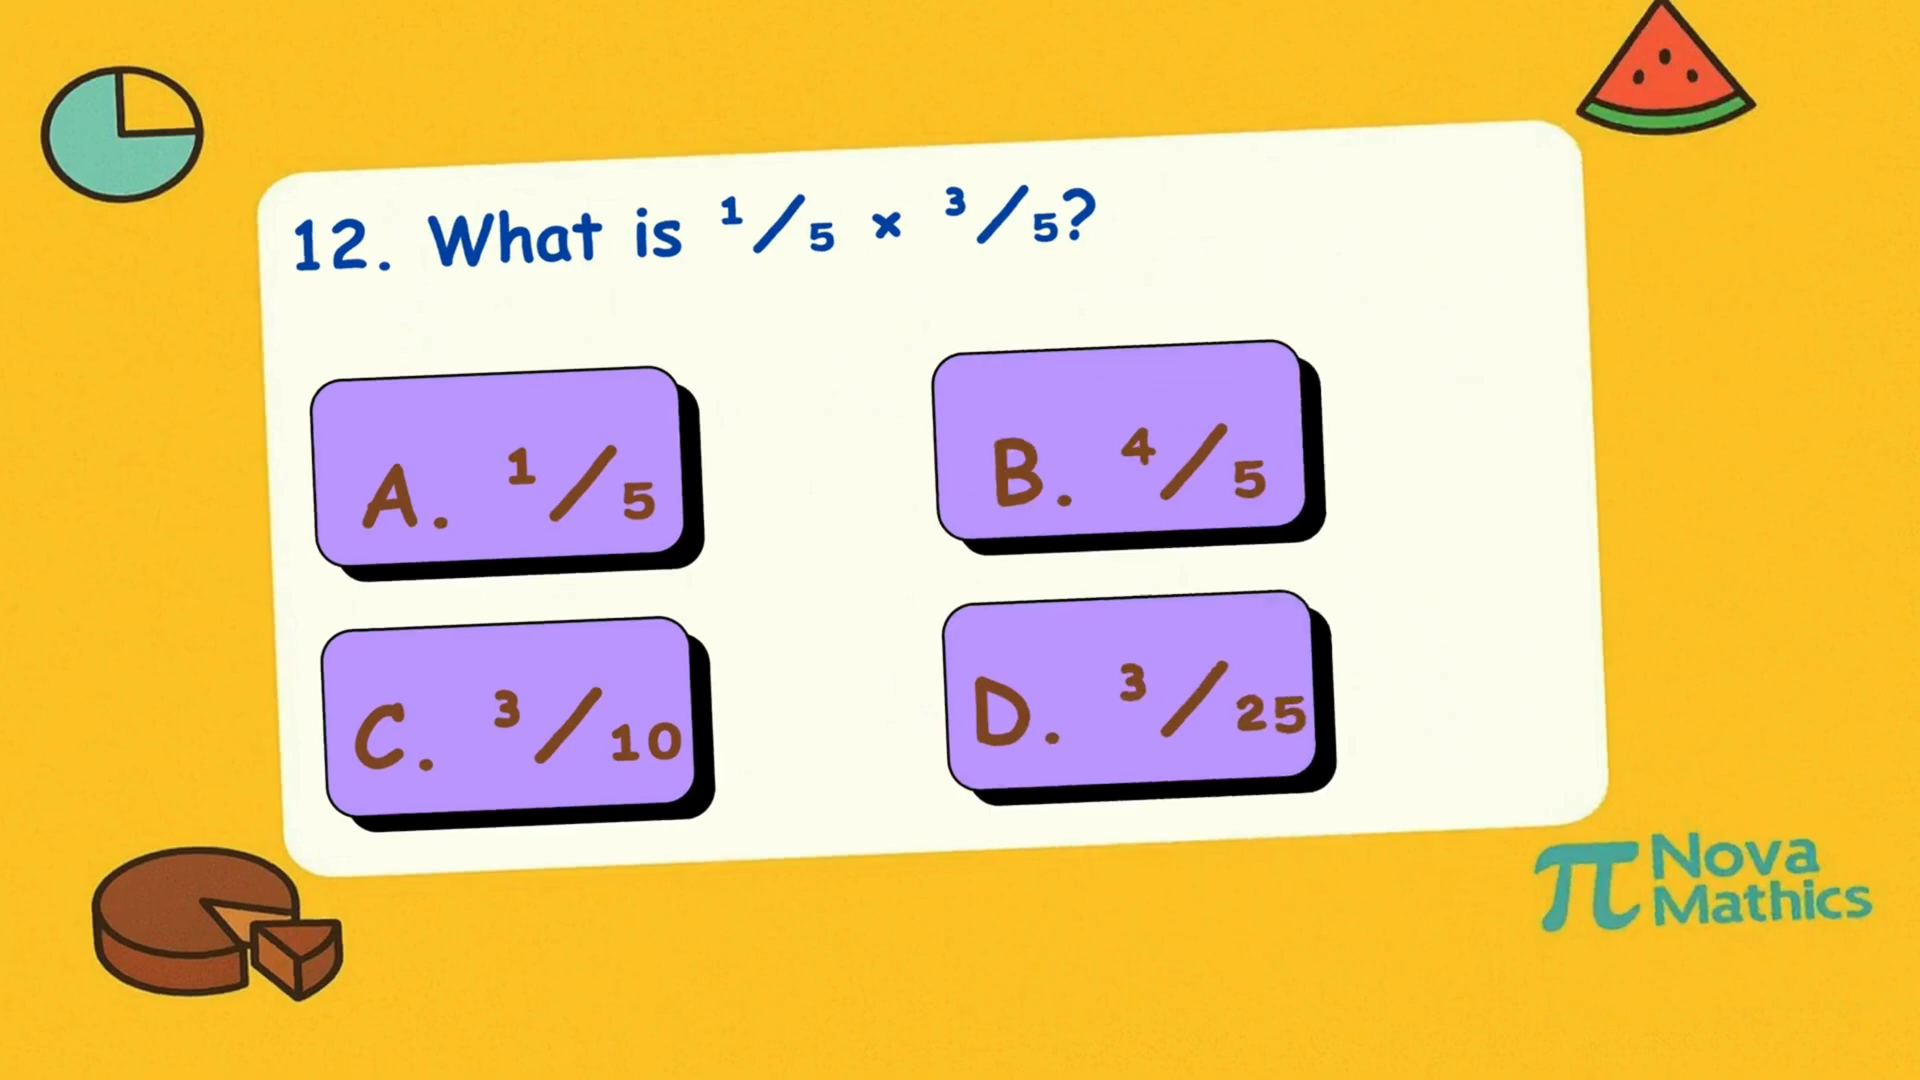 12. What is ¹/₅ × ³/₅?
A. ¹/₅
B. ⁴/₅
C. ³/₁₀
D. ³/₂₅
π Nova
Mathics